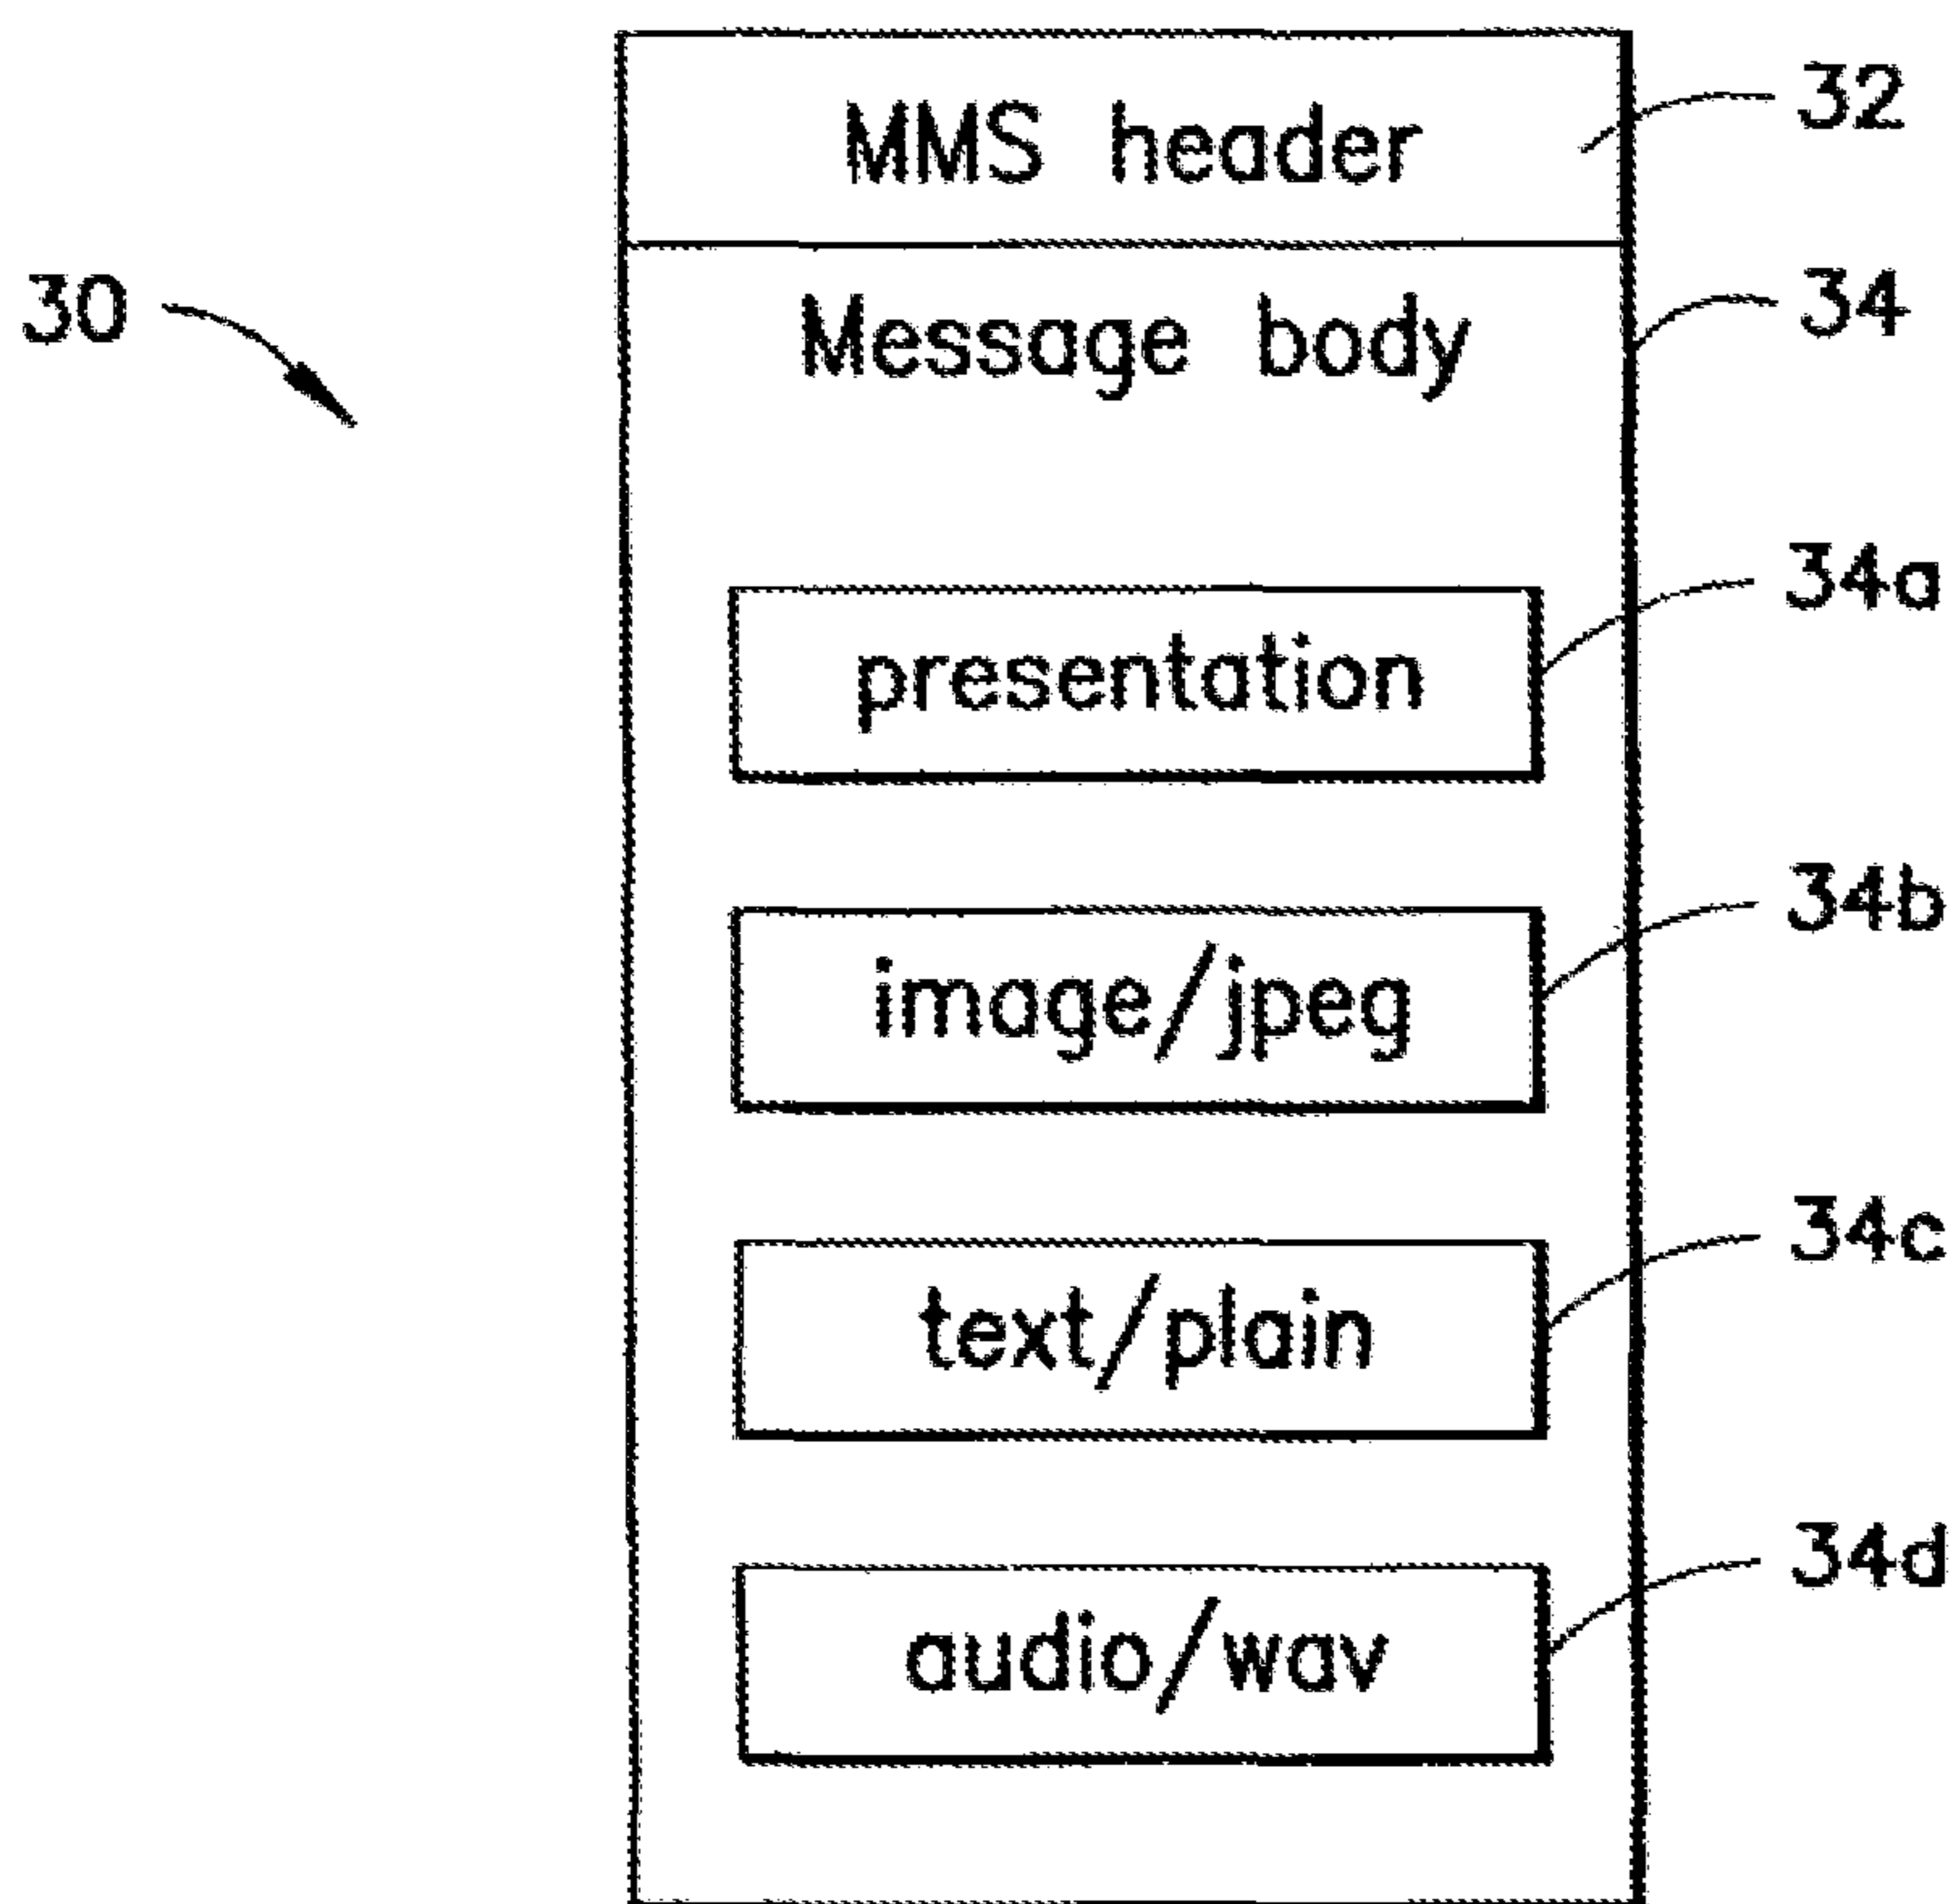 MMS header
32
30
Message body
34
presentation
34a
image/jpeg
34b
text/plain
34c
audio/wav
34d